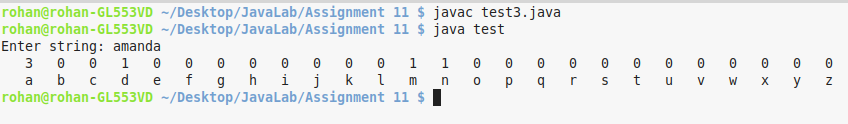 rohan@rohan-GL553VD ~/Desktop/JavaLab/Assignment 11 $ javac test3.java
rohan@rohan-GL553VD ~/Desktop/JavaLab/Assignment 11 $ java test
Enter string: amanda
3 0 0 1 0 0 0 0 0 0 0 0 1 1 0 0 0 0 0 0 0 0 0 0 0 0
a b c d e f g h i j k l m n o p q r s t u v w x y z
rohan@rohan-GL553VD ~/Desktop/JavaLab/Assignment 11 $